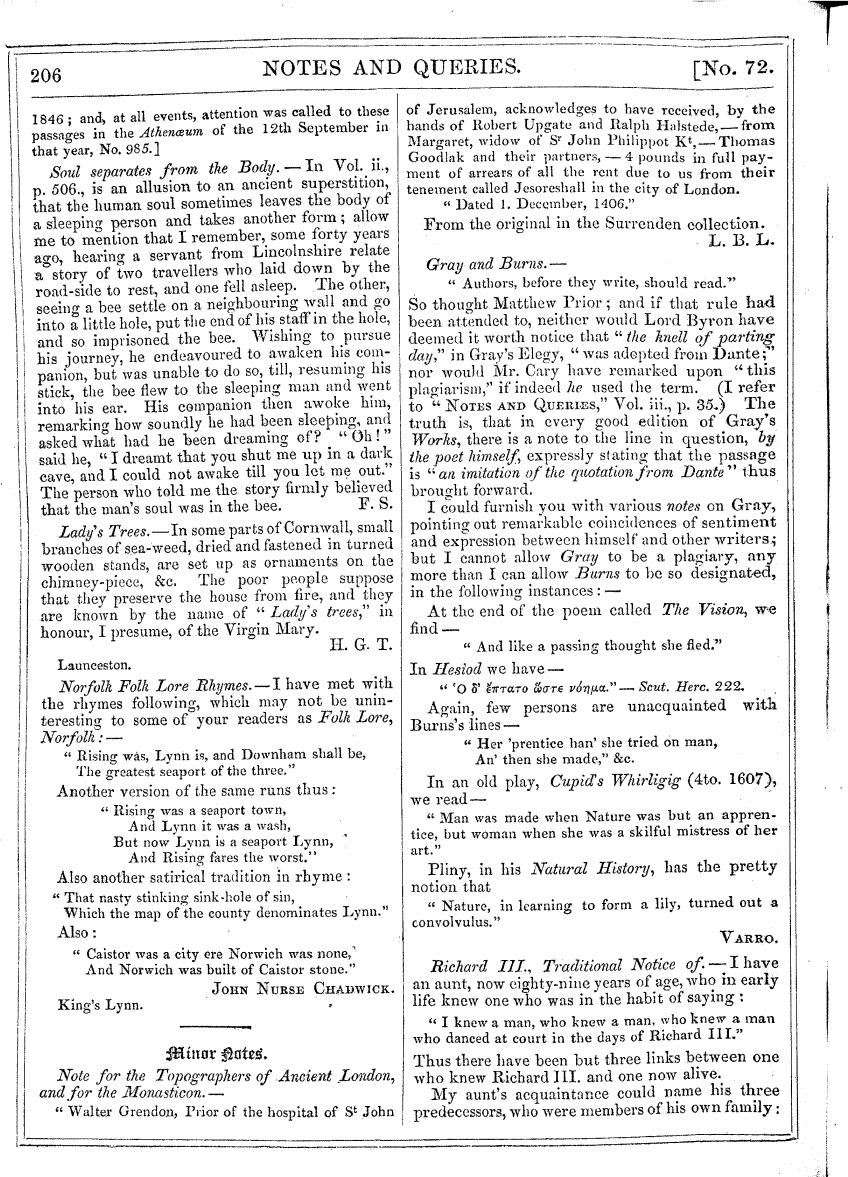 206
NOTES AND QUERIES.
[No. 72.
1846; and, at all events, attention was called to these
passages in the Athenæum of the 12th September in
that year, No. 985.]
Soul separates from the Body. — In Vol. ii.,
p. 506., is an allusion to an ancient superstition,
that the human soul sometimes leaves the body of
a sleeping person and takes another form; allow
me to mention that I remember, some forty years
ago, hearing a servant from Lincolnshire relate
a story of two travellers who laid down by the
road-side to rest, and one fell asleep. The other,
seeing a bee settle on a neighbouring wall and go
into a little hole, put the end of his staff in the hole,
and so imprisoned the bee. Wishing to pursue
his journey, he endeavoured to awaken his com-
panion, but was unable to do so, till, resuming his
stick, the bee flew to the sleeping man and went
into his ear. His companion then awoke him,
remarking how soundly he had been sleeping, and
asked what had he been dreaming of? "Oh!"
said he, "I dreamt that you shut me up in a dark
cave, and I could not awake till you let me out."
The person who told me the story firmly believed
that the man's soul was in the bee. F. S.
Lady's Trees. — In some parts of Cornwall, small
branches of sea-weed, dried and fastened in turned
wooden stands, are set up as ornaments on the
chimney-piece, &c. The poor people suppose
that they preserve the house from fire, and they
are known by the name of "Lady's trees," in
honour, I presume, of the Virgin Mary.
H. G. T.
Launceston.
Norfolk Folk Lore Rhymes. — I have met with
the rhymes following, which may not be unin-
teresting to some of your readers as Folk Lore,
Norfolk: —
"Rising was, Lynn is, and Downham shall be,
The greatest seaport of the three."
Another version of the same runs thus:
"Rising was a seaport town,
And Lynn it was a wash,
But now Lynn is a seaport Lynn,
And Rising fares the worst."
Also another satirical tradition in rhyme:
"That nasty stinking sink-hole of sin,
Which the map of the county denominates Lynn."
Also:
"Caistor was a city ere Norwich was none,
And Norwich was built of Caistor stone."
JOHN NURSE CHADWICK.
King's Lynn.
Minor Notes.
Note for the Topographers of Ancient London,
and for the Monasticon. —
"Walter Grendon, Prior of the hospital of St John
of Jerusalem, acknowledges to have received, by the
hands of Robert Upgate and Ralph Halstede, — from
Margaret, widow of Sr John Philippot Kt, — Thomas
Goodlak and their partners, — 4 pounds in full pay-
ment of arrears of all the rent due to us from their
tenement called Jesoreshall in the city of London.
"Dated 1. December, 1406."
From the original in the Surrenden collection.
L. B. L.
Gray and Burns. —
"Authors, before they write, should read."
So thought Matthew Prior; and if that rule had
been attended to, neither would Lord Byron have
deemed it worth notice that "the knell of parting
day," in Gray's Elegy, "was adopted from Dante;"
nor would Mr. Cary have remarked upon "this
plagiarism," if indeed he used the term. (I refer
to "NOTES AND QUERIES," Vol. iii., p. 35.) The
truth is, that in every good edition of Gray's
Works, there is a note to the line in question, by
the poet himself, expressly stating that the passage
is "an imitation of the quotation from Dante" thus
brought forward.
I could furnish you with various notes on Gray,
pointing out remarkable coincidences of sentiment
and expression between himself and other writers;
but I cannot allow Gray to be a plagiary, any
more than I can allow Burns to be so designated,
in the following instances: —
At the end of the poem called The Vision, we
find —
"And like a passing thought she fled."
In Hesiod we have —
"Ὁ δ' ἔπτατο ὥστε νόημα." — Scut. Herc. 222.
Again, few persons are unacquainted with
Burns's lines —
"Her 'prentice han' she tried on man,
An' then she made," &c.
In an old play, Cupid's Whirligig (4to. 1607),
we read —
"Man was made when Nature was but an appren-
tice, but woman when she was a skilful mistress of her
art."
Pliny, in his Natural History, has the pretty
notion that
"Nature, in learning to form a lily, turned out a
convolvulus."
VARRO.
Richard III., Traditional Notice of. — I have
an aunt, now eighty-nine years of age, who in early
life knew one who was in the habit of saying:
"I knew a man, who knew a man, who knew a man
who danced at court in the days of Richard III."
Thus there have been but three links between one
who knew Richard III. and one now alive.
My aunt's acquaintance could name his three
predecessors, who were members of his own family: